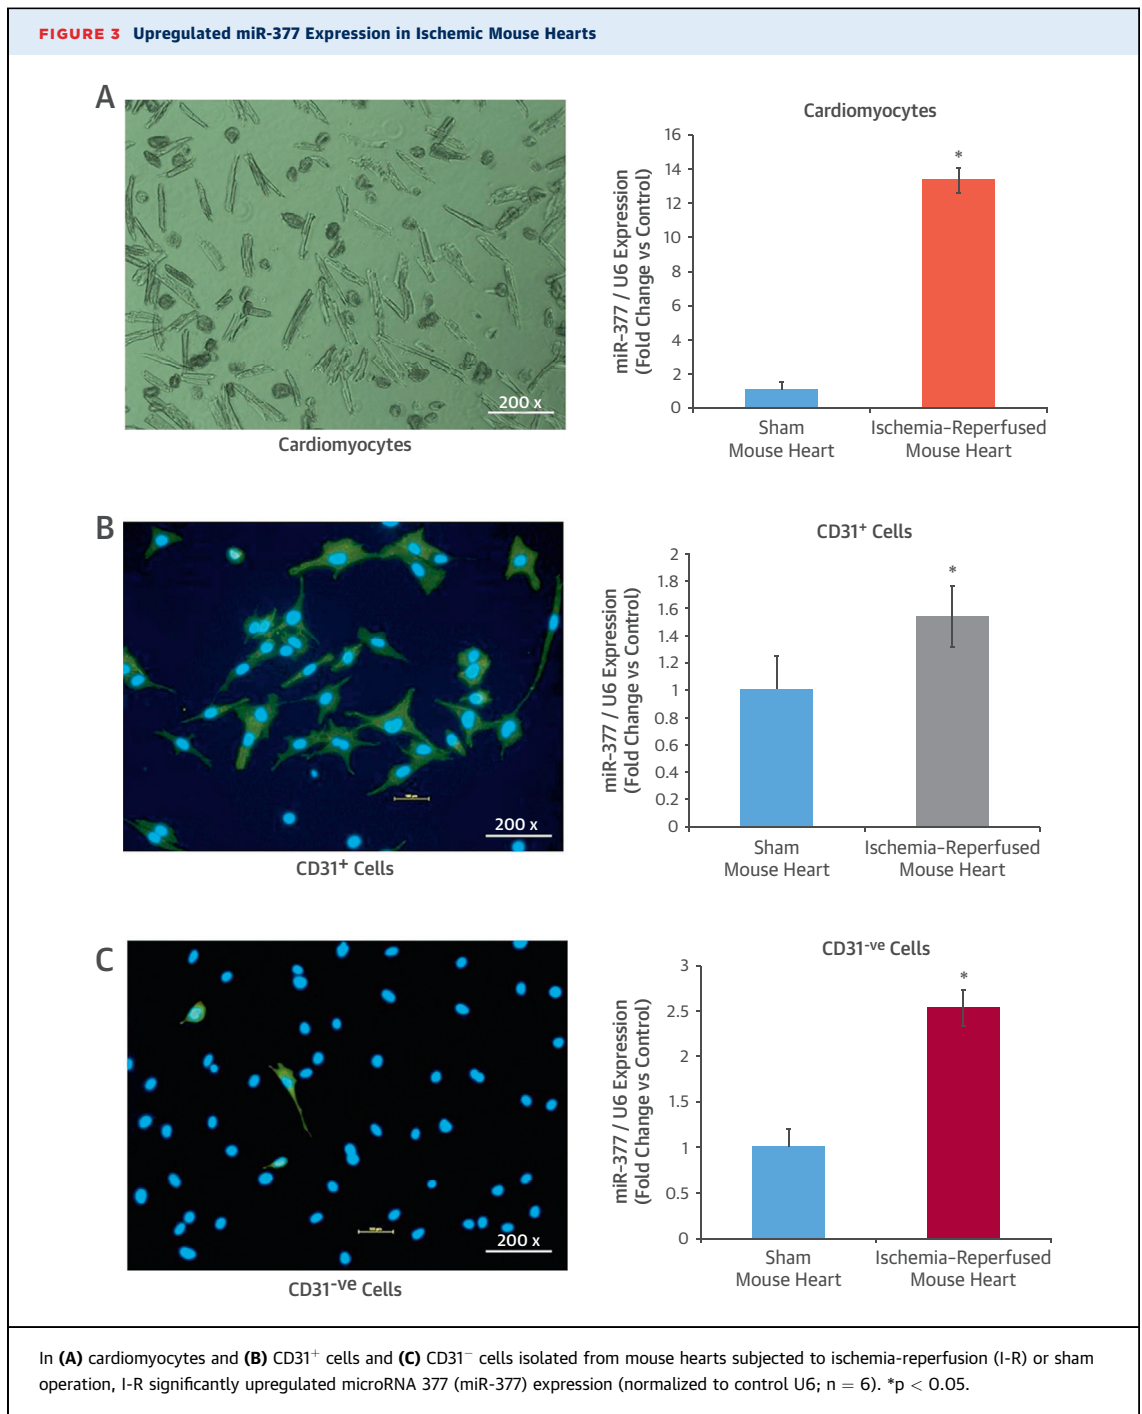 FIGURE 3 Upregulated miR-377 Expression in Ischemic Mouse Hearts
A
200 x
Cardiomyocytes
Cardiomyocytes
miR-377 / U6 Expression
(Fold Change vs Control)
16
14
12
10
8
6
4
2
0
*
Sham
Mouse Heart
Ischemia-Reperfused
Mouse Heart
B
200 x
CD31⁺ Cells
CD31⁺ Cells
miR-377 / U6 Expression
(Fold Change vs Control)
2
1.8
1.6
1.4
1.2
1
0.8
0.6
0.4
0.2
0
*
Sham
Mouse Heart
Ischemia-Reperfused
Mouse Heart
C
200 x
CD31⁻ᵛᵉ Cells
CD31⁻ᵛᵉ Cells
miR-377 / U6 Expression
(Fold Change vs Control)
3
2.5
2
1.5
1
0.5
0
*
Sham
Mouse Heart
Ischemia-Reperfused
Mouse Heart
In (A) cardiomyocytes and (B) CD31⁺ cells and (C) CD31⁻ cells isolated from mouse hearts subjected to ischemia-reperfusion (I-R) or sham
operation, I-R significantly upregulated microRNA 377 (miR-377) expression (normalized to control U6; n = 6). *p < 0.05.